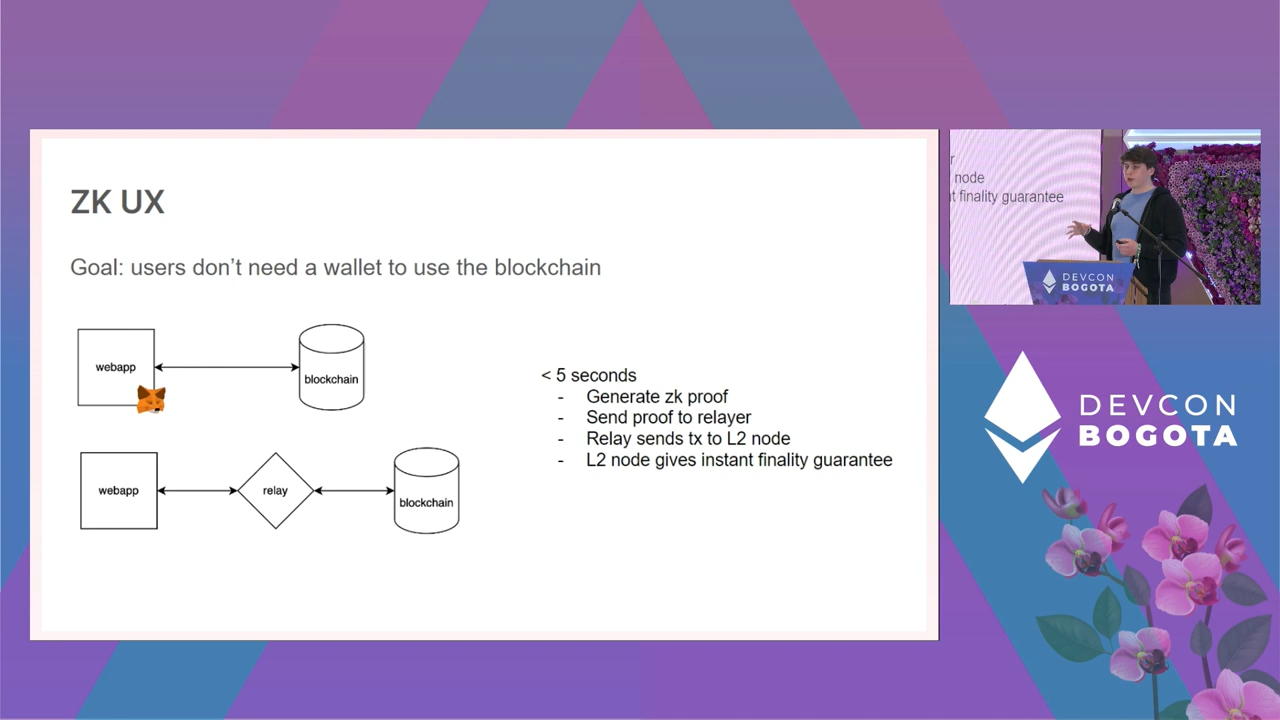 ZK UX
Goal: users don't need a wallet to use the blockchain
webapp
blockchain
webapp
relay
blockchain
< 5 seconds
- Generate zk proof
- Send proof to relayer
- Relay sends tx to L2 node
- L2 node gives instant finality guarantee
node
finality guarantee
DEVCON
BOGOTA
DEVCON
BOGOTA